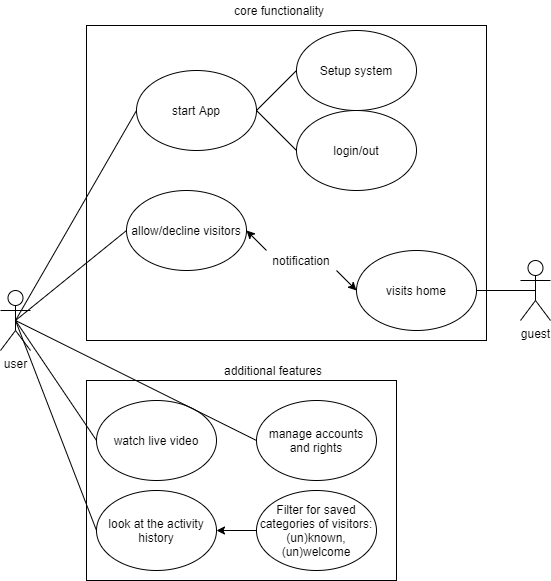 core functionality
Setup system
start App
login/out
allow/decline visitors
notification
visits home
guest
user
additional features
watch live video
manage accounts
and rights
look at the activity
history
Filter for saved
categories of visitors:
(un)known,
(un)welcome